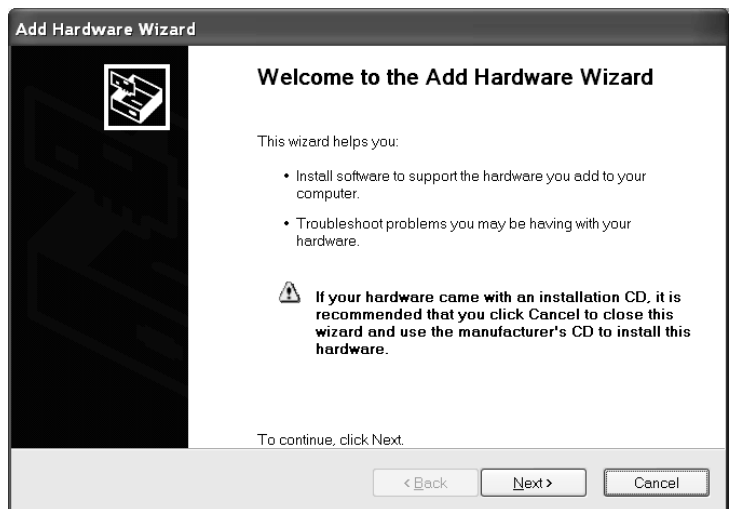 Add Hardware Wizard
Welcome to the Add Hardware Wizard
This wizard helps you:
• Install software to support the hardware you add to your
computer.
• Troubleshoot problems you may be having with your
hardware.
If your hardware came with an installation CD, it is
recommended that you click Cancel to close this
wizard and use the manufacturer's CD to install this
hardware.
To continue, click Next.
< Back Next > Cancel